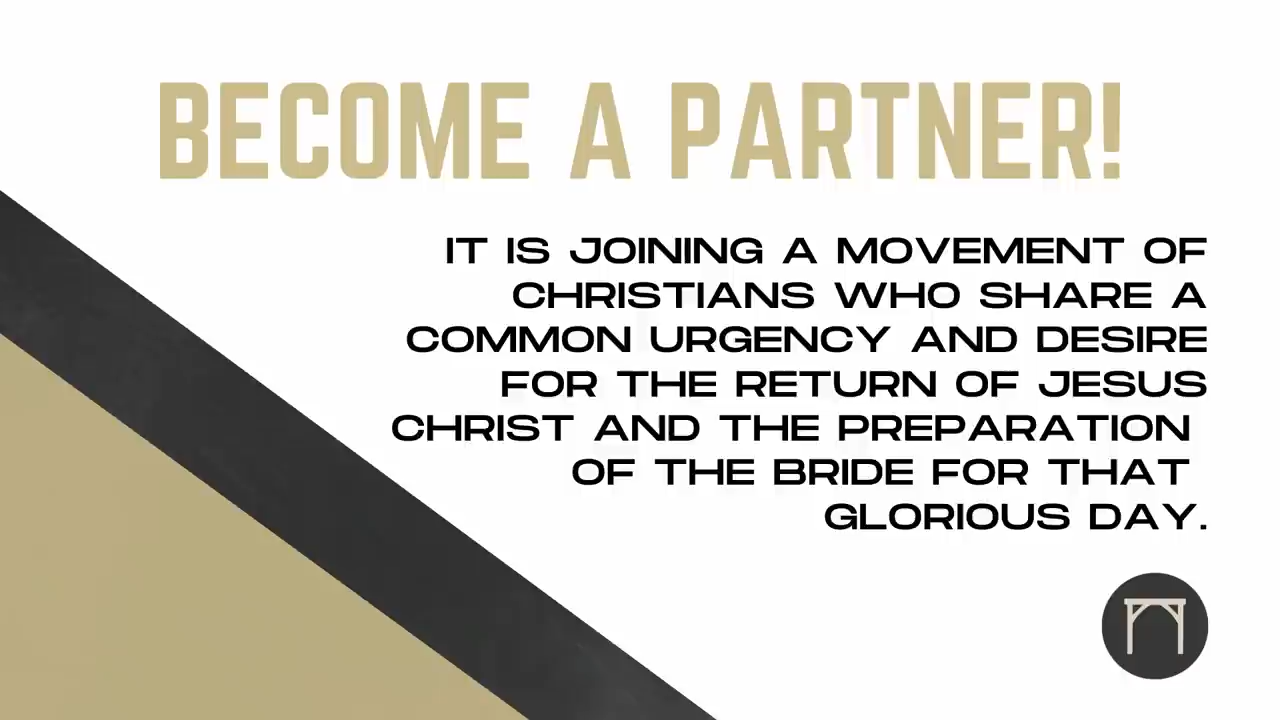 BECOME A PARTNER!
IT IS JOINING A MOVEMENT OF
CHRISTIANS WHO SHARE A
COMMON URGENCY AND DESIRE
FOR THE RETURN OF JESUS
CHRIST AND THE PREPARATION
OF THE BRIDE FOR THAT
GLORIOUS DAY.